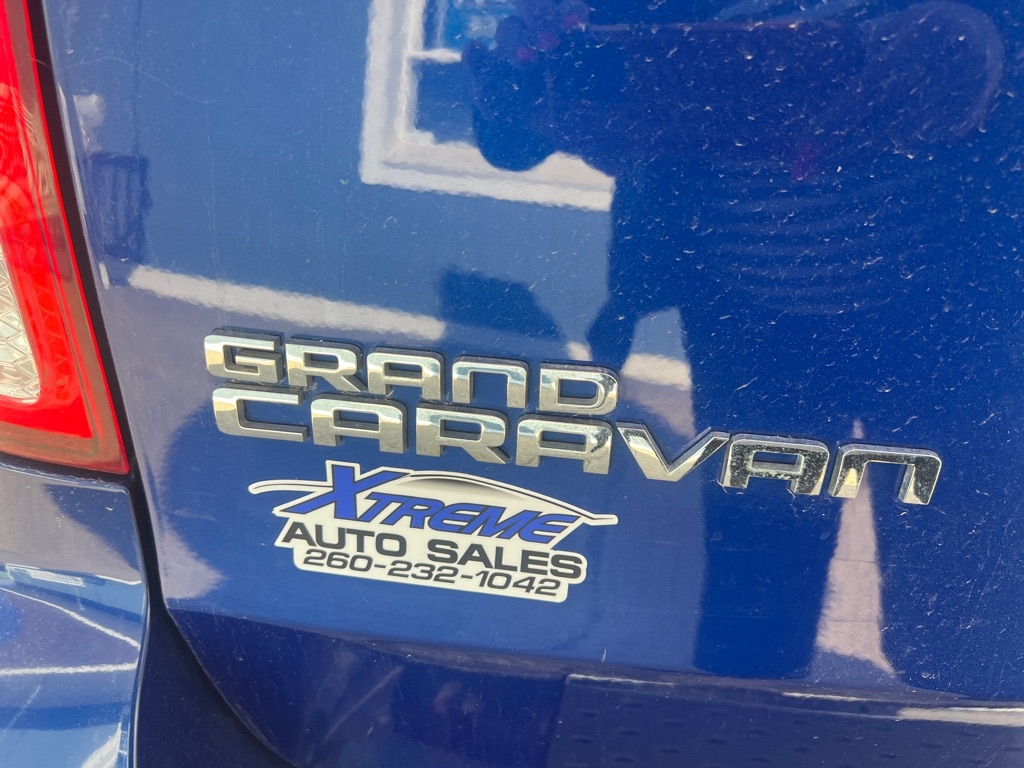 GRAND
CARAVAN
XTREME
AUTO SALES
260-232-1042